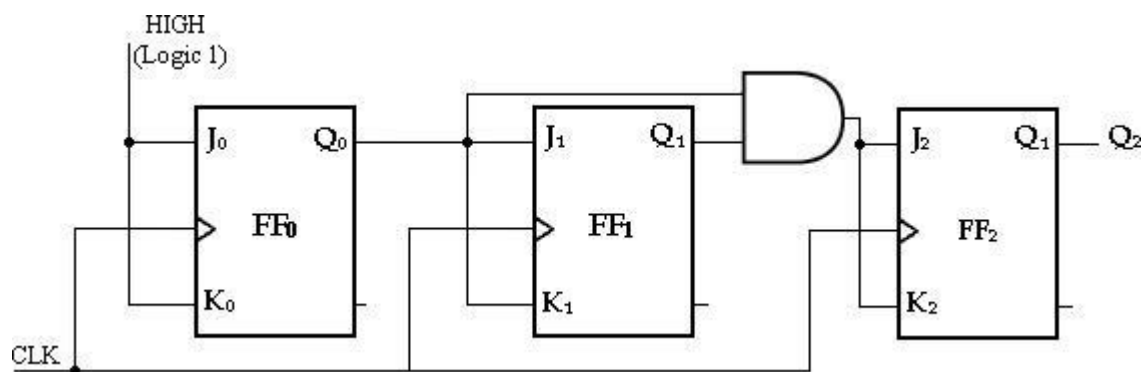 HIGH
(Logic 1)
J₀ Q₀ J₁ Q₁ J₂ Q₁ Q₂
FF₀ FF₁ FF₂
K₀ K₁ K₂
CLK